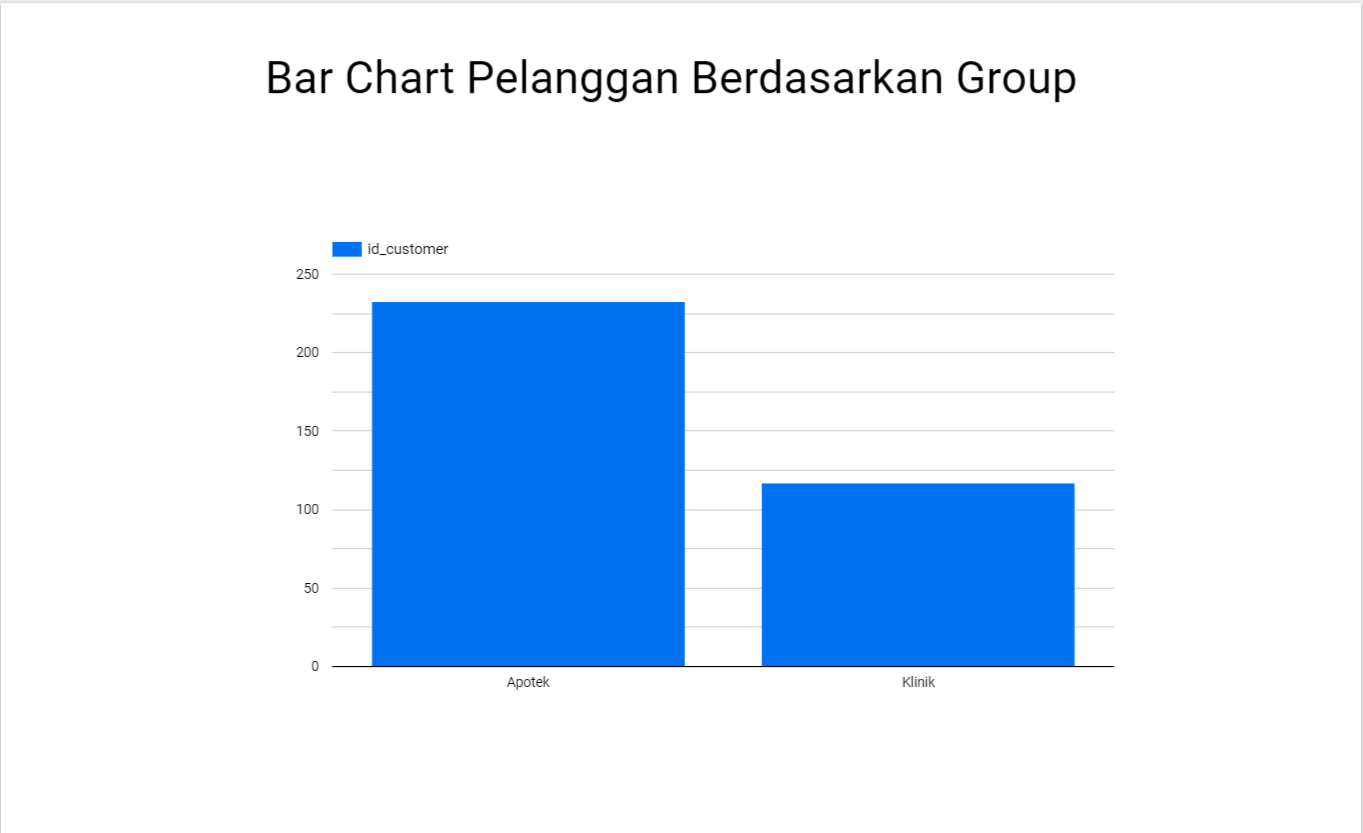 Bar Chart Pelanggan Berdasarkan Group
id_customer
250
200
150
100
50
0
Apotek Klinik